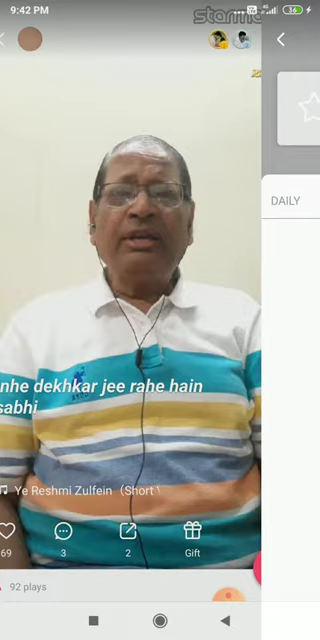 9:42 PM
36
starma
DAILY
nhe dekhkar jee rahe hain
sabhi
Ye Reshmi Zulfein (Short
69
3
2
Gift
92 plays